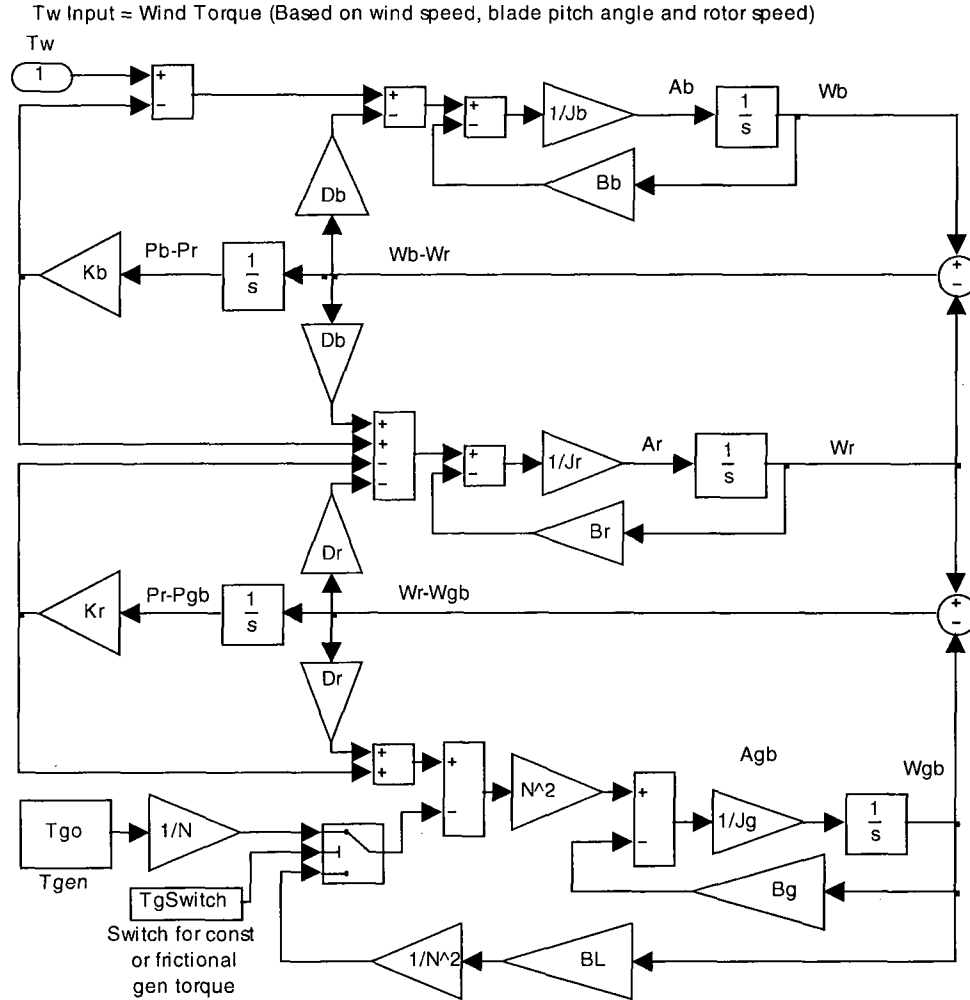 Tw Input = Wind Torque (Based on wind speed, blade pitch angle and rotor speed)
Tw
1
+
−
+
−
+
−
1/Jb
Ab
1
s
Wb
Bb
Db
Kb
Pb-Pr
1
s
Wb-Wr
+
−
Db
+
+
−
−
+
−
1/Jr
Ar
1
s
Wr
Br
Dr
Kr
Pr-Pgb
1
s
Wr-Wgb
+
−
Dr
+
+
+
−
N^2
+
−
Agb
1/Jg
1
s
Wgb
Bg
Tgo
Tgen
1/N
TgSwitch
Switch for const
or frictional
gen torque
1/N^2
BL